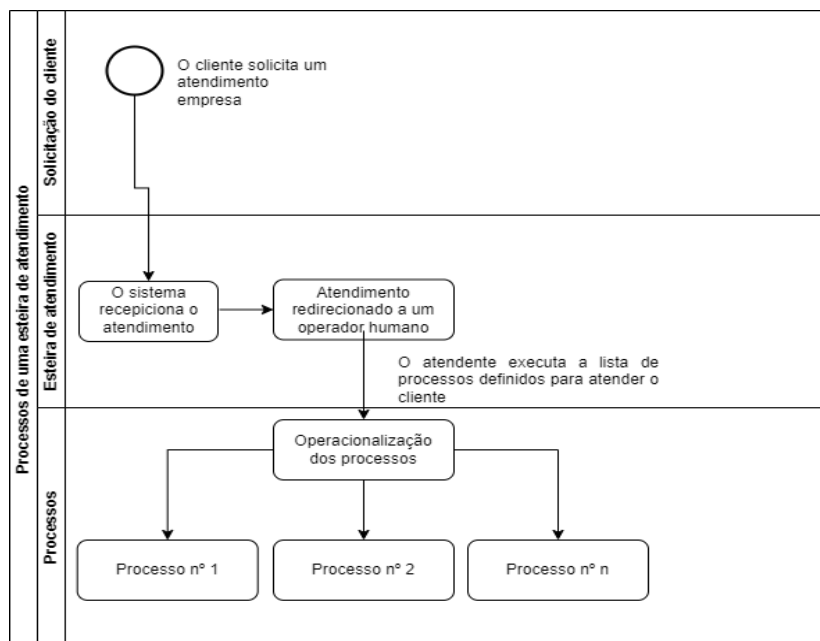 Processos de uma esteira de atendimento
Solicitação do cliente
O cliente solicita um
atendimento
empresa
Esteira de atendimento
O sistema
recepiciona o
atendimento
Atendimento
redirecionado a um
operador humano
O atendente executa a lista de
processos definidos para atender o
cliente
Processos
Operacionalização
dos processos
Processo nº 1
Processo nº 2
Processo nº n